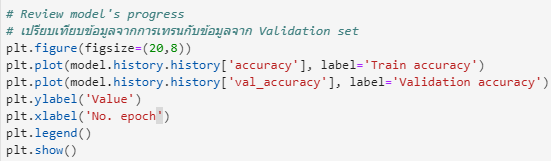 # Review model's progress
# เปรียบเทียบข้อมูลจากการเทรนกับข้อมูลจาก Validation set
plt.figure(figsize=(20,8))
plt.plot(model.history.history['accuracy'], label='Train accuracy')
plt.plot(model.history.history['val_accuracy'], label='Validation accuracy')
plt.ylabel('Value')
plt.xlabel('No. epoch')
plt.legend()
plt.show()